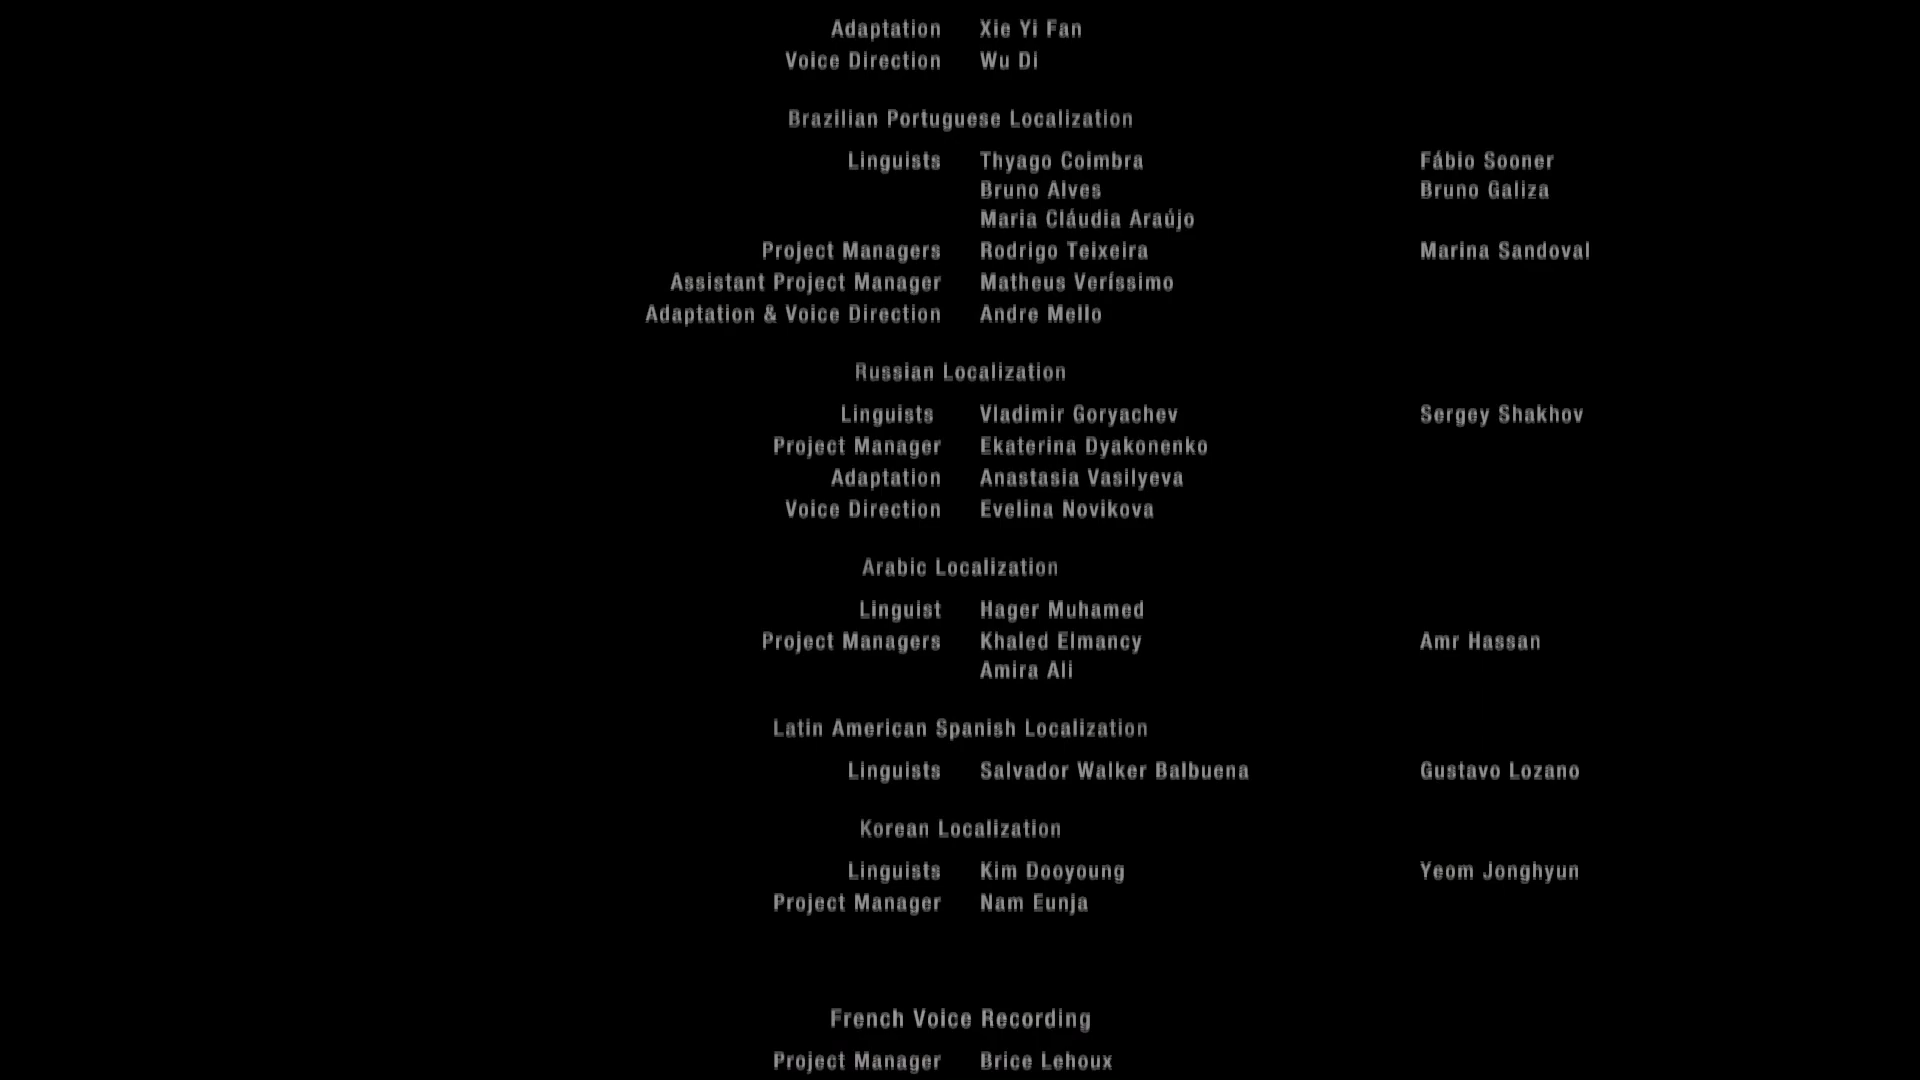 Adaptation Xie Yi Fan
Voice Direction Wu Di
Brazilian Portuguese Localization
Linguists Thyago Coimbra Fábio Sooner
Bruno Alves Bruno Galiza
Maria Cláudia Araújo
Project Managers Rodrigo Teixeira Marina Sandoval
Assistant Project Manager Matheus Veríssimo
Adaptation & Voice Direction Andre Mello
Russian Localization
Linguists Vladimir Goryachev Sergey Shakhov
Project Manager Ekaterina Dyakonenko
Adaptation Anastasia Vasilyeva
Voice Direction Evelina Novikova
Arabic Localization
Linguist Hager Muhamed
Project Managers Khaled Elmancy Amr Hassan
Amira Ali
Latin American Spanish Localization
Linguists Salvador Walker Balbuena Gustavo Lozano
Korean Localization
Linguists Kim Dooyoung Yeom Jonghyun
Project Manager Nam Eunja
French Voice Recording
Project Manager Brice Lehoux